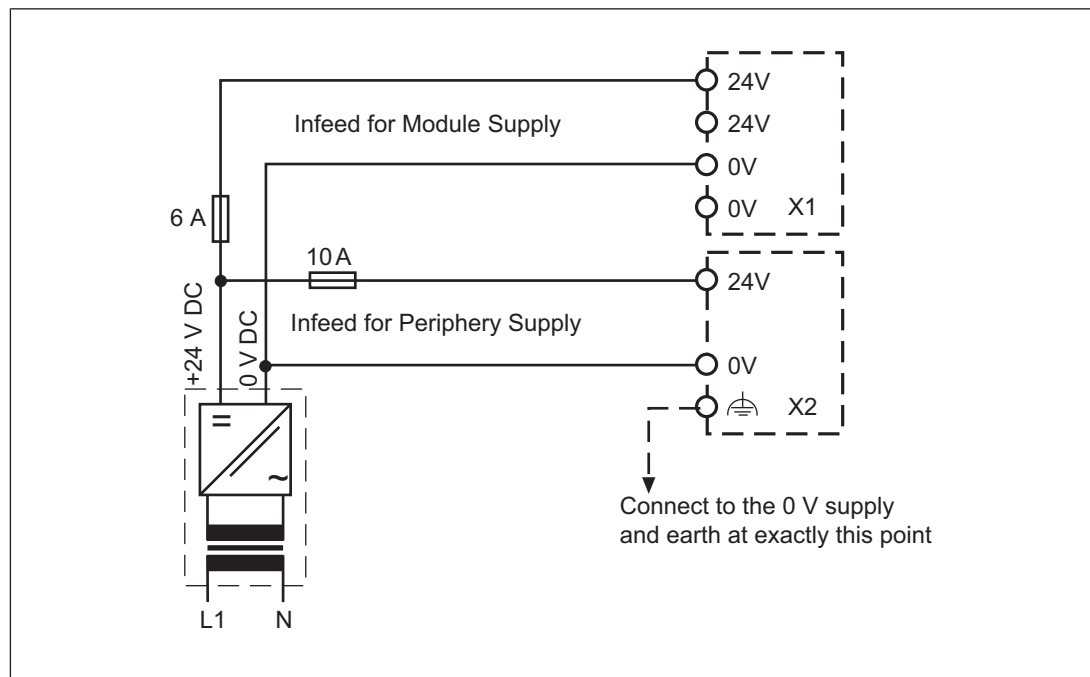 24V
Infeed for Module Supply
24V
0V
6 A
0V X1
10 A
24V
+24 V DC
0 V DC
Infeed for Periphery Supply
0V
X2
=
~
Connect to the 0 V supply
and earth at exactly this point
L1 N